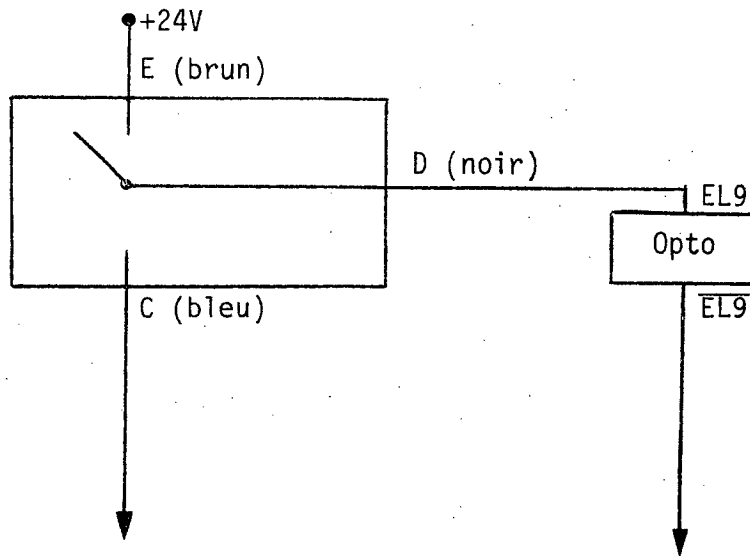 +24V
E (brun)
D (noir)
EL9
Opto
C (bleu)
EL9